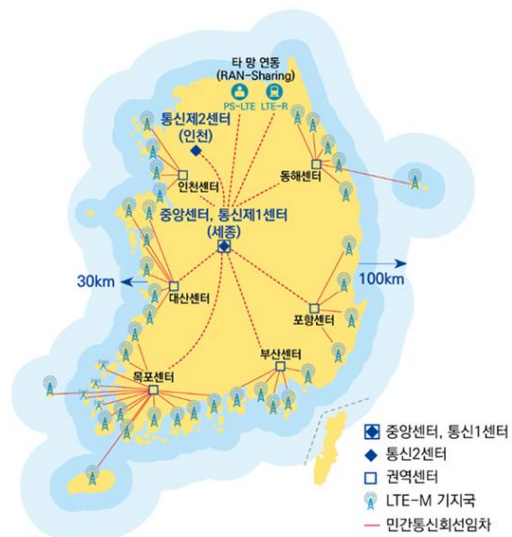 타 망 연동
(RAN-Sharing)
PS-LTE LTE-R
통신제2센터
(인천)
인천센터
동해센터
중앙센터, 통신제1센터
(세종)
30km
100km
대산센터
포항센터
목포센터
부산센터
중앙센터, 통신1센터
통신2센터
권역센터
LTE-M 기지국
민간통신회선임차